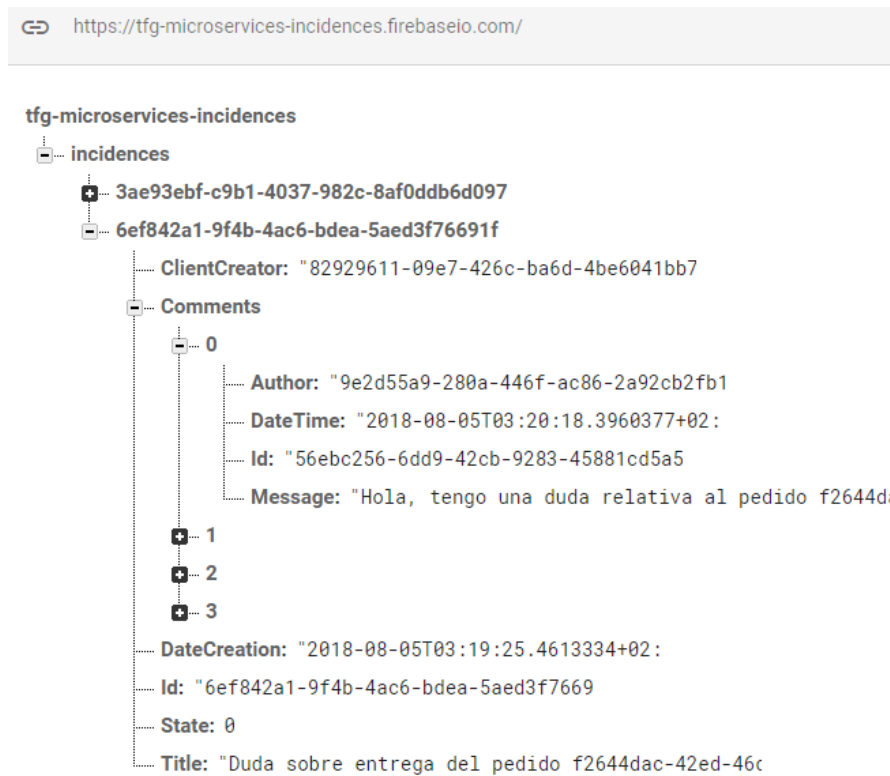 https://tfg-microservices-incidences.firebaseio.com/
tfg-microservices-incidences
incidences
3ae93ebf-c9b1-4037-982c-8af0ddb6d097
6ef842a1-9f4b-4ac6-bdea-5aed3f76691f
ClientCreator: "82929611-09e7-426c-ba6d-4be6041bb7
Comments
0
Author: "9e2d55a9-280a-446f-ac86-2a92cb2fb1
DateTime: "2018-08-05T03:20:18.3960377+02:
Id: "56ebc256-6dd9-42cb-9283-45881cd5a5
Message: "Hola, tengo una duda relativa al pedido f2644da
1
2
3
DateCreation: "2018-08-05T03:19:25.4613334+02:
Id: "6ef842a1-9f4b-4ac6-bdea-5aed3f7669
State: 0
Title: "Duda sobre entrega del pedido f2644dac-42ed-46c